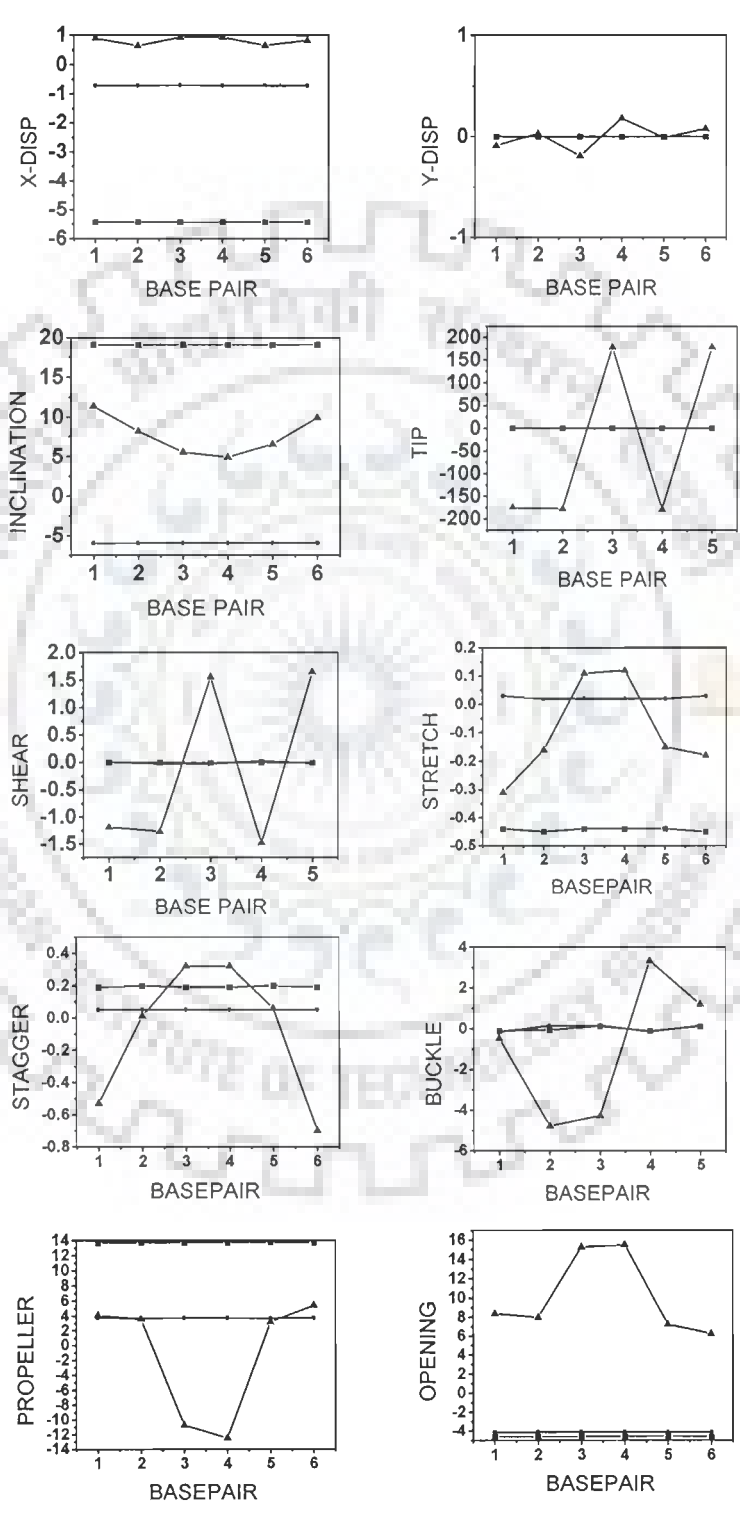 1
0
-1
-2
-3
-4
-5
-6
X-DISP
1 2 3 4 5 6
BASE PAIR
1
0
-1
Y-DISP
1 2 3 4 5 6
BASE PAIR
20
15
10
5
0
-5
INCLINATION
1 2 3 4 5 6
BASE PAIR
200
150
100
50
0
-50
-100
-150
-200
TIP
1 2 3 4 5
BASE PAIR
2.0
1.5
1.0
0.5
0.0
-0.5
-1.0
-1.5
SHEAR
1 2 3 4 5
BASE PAIR
0.2
0.1
0.0
-0.1
-0.2
-0.3
-0.4
-0.5
STRETCH
1 2 3 4 5 6
BASEPAIR
0.4
0.2
0.0
-0.2
-0.4
-0.6
-0.8
STAGGER
1 2 3 4 5 6
BASEPAIR
4
2
0
-2
-4
-6
BUCKLE
1 2 3 4 5
BASEPAIR
14
12
10
8
6
4
2
0
-2
-4
-6
-8
-10
-12
-14
PROPELLER
1 2 3 4 5 6
BASEPAIR
16
14
12
10
8
6
4
2
0
-2
-4
OPENING
1 2 3 4 5 6
BASEPAIR